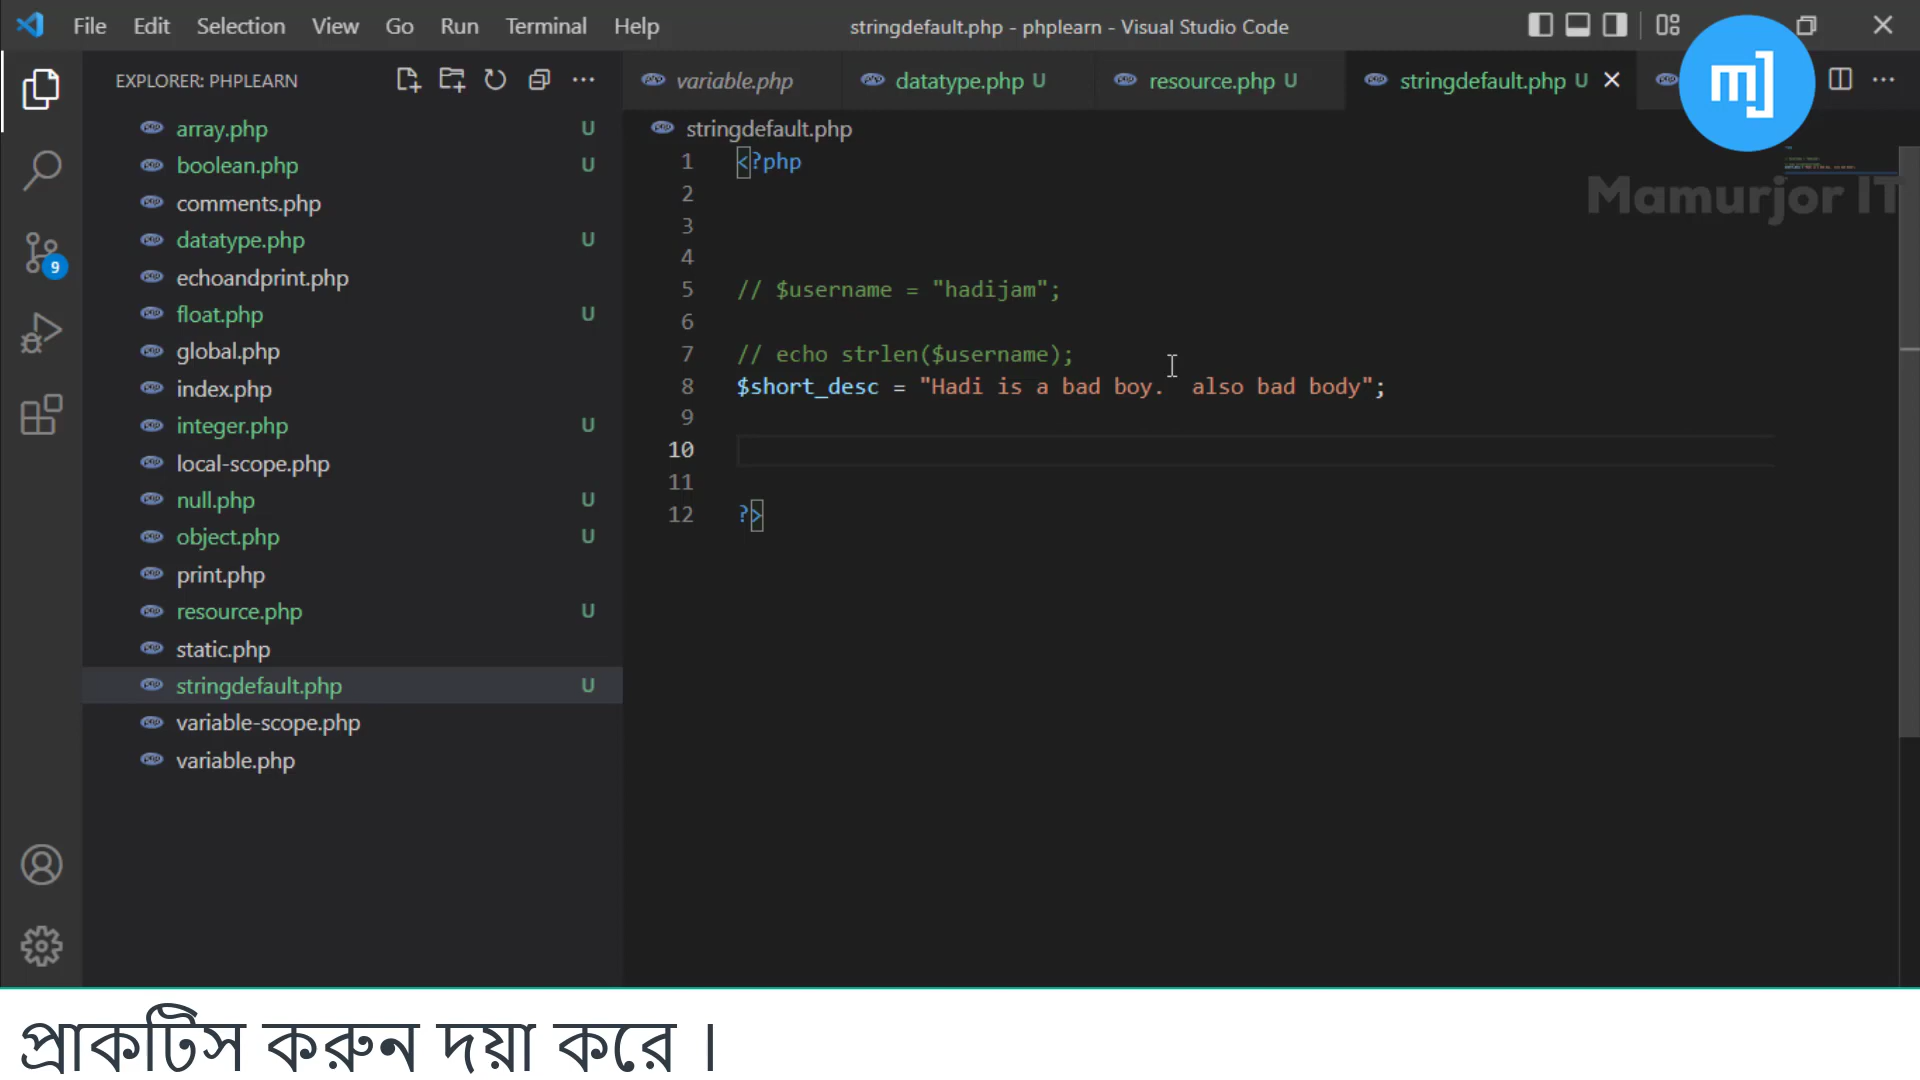 File Edit Selection View Go Run Terminal Help
stringdefault.php - phplearn - Visual Studio Code
EXPLORER: PHPLEARN
variable.php
datatype.php U
resource.php U
stringdefault.php U
m]
Mamurjor IT
array.php U
boolean.php U
comments.php
datatype.php U
echoandprint.php
float.php U
global.php
index.php
integer.php U
local-scope.php
null.php U
object.php U
print.php
resource.php U
static.php
stringdefault.php U
variable-scope.php
variable.php
9
stringdefault.php
1 <?php
2
3
4
5 // $username = "hadijam";
6
7 // echo strlen($username);
8 $short_desc = "Hadi is a bad boy.  also bad body";
9
10
11
12 ?>
প্রাকটিস করুন দয়া করে ।